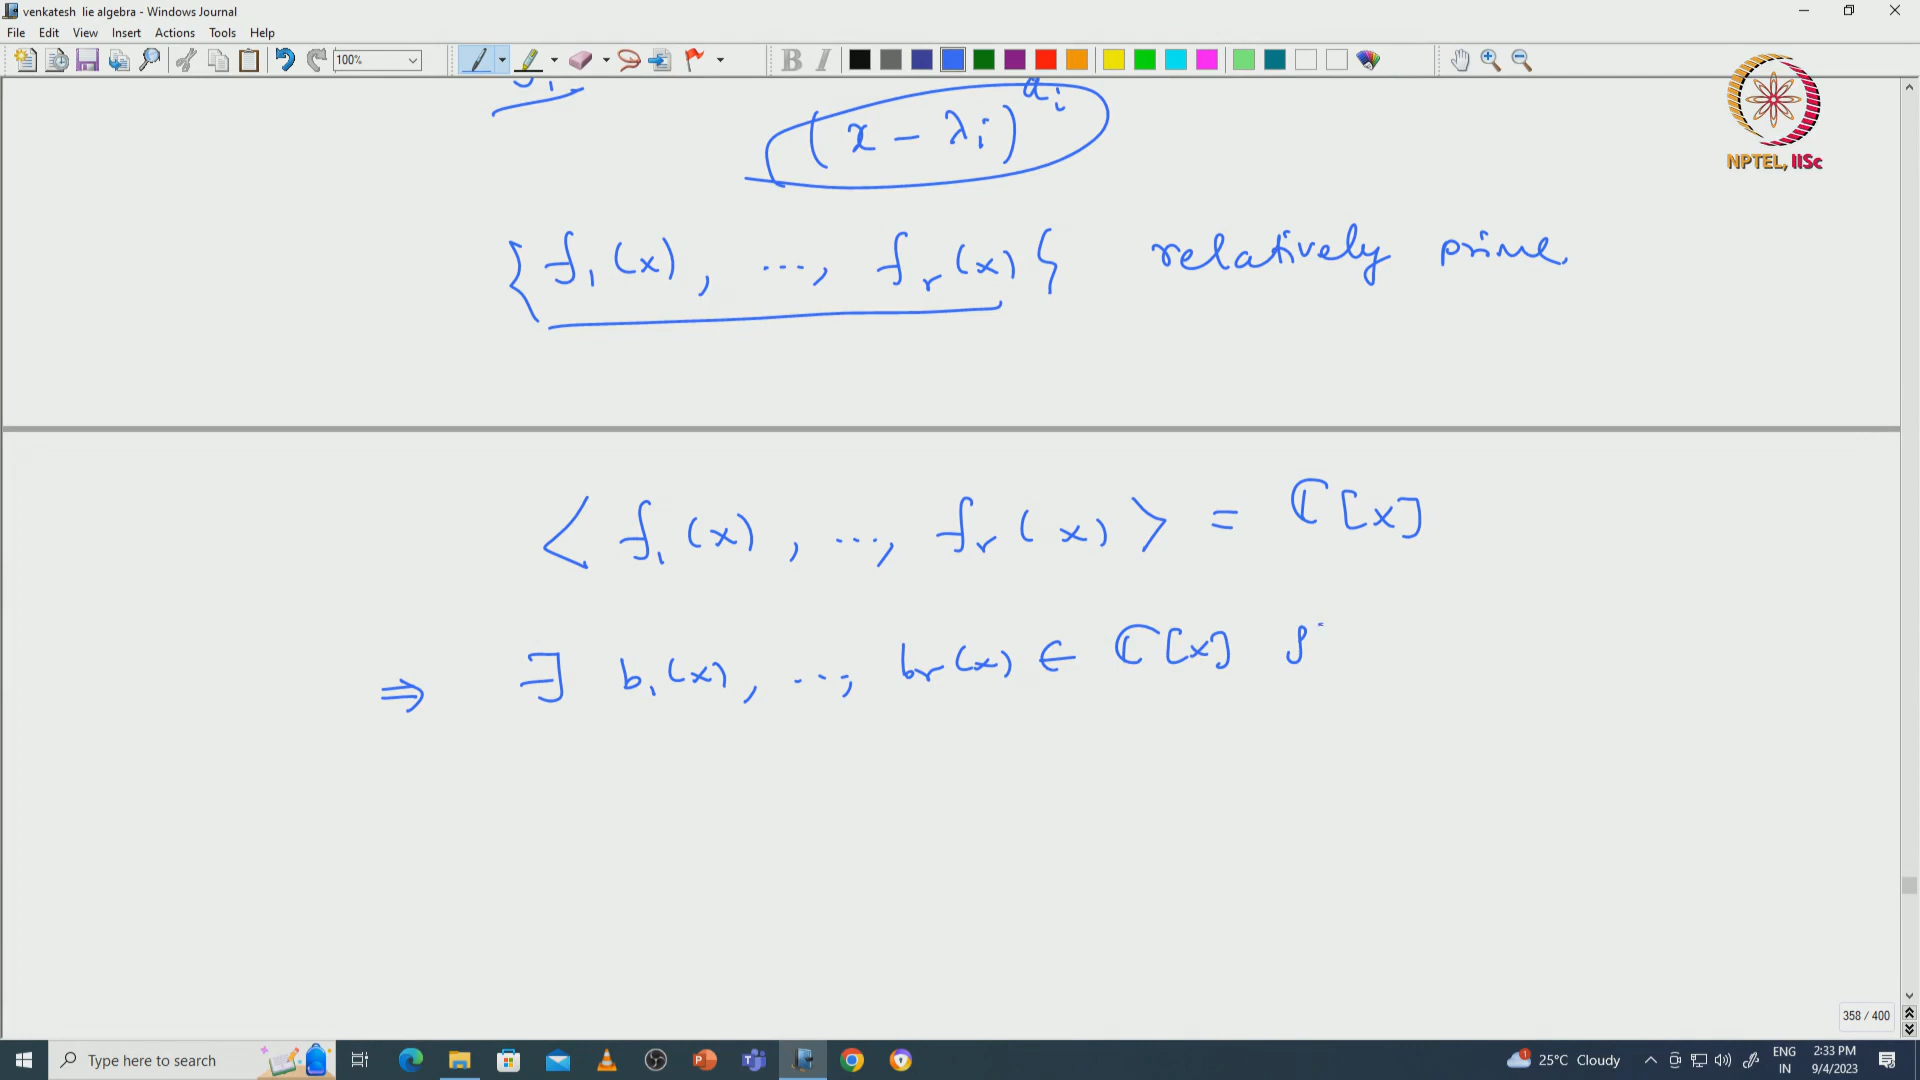 venkatesh lie algebra - Windows Journal
File Edit View Insert Actions Tools Help
100%
B I
NPTEL, IISc
(x - λi)^ai
{f₁(x), ..., fᵣ(x)} relatively prime.
< f₁(x), ..., fᵣ(x) > = ℂ[x]
⇒ ∃ b₁(x), ..., bᵣ(x) ∈ ℂ[x]
358 / 400
Type here to search
25°C Cloudy
ENG
IN
2:33 PM
9/4/2023